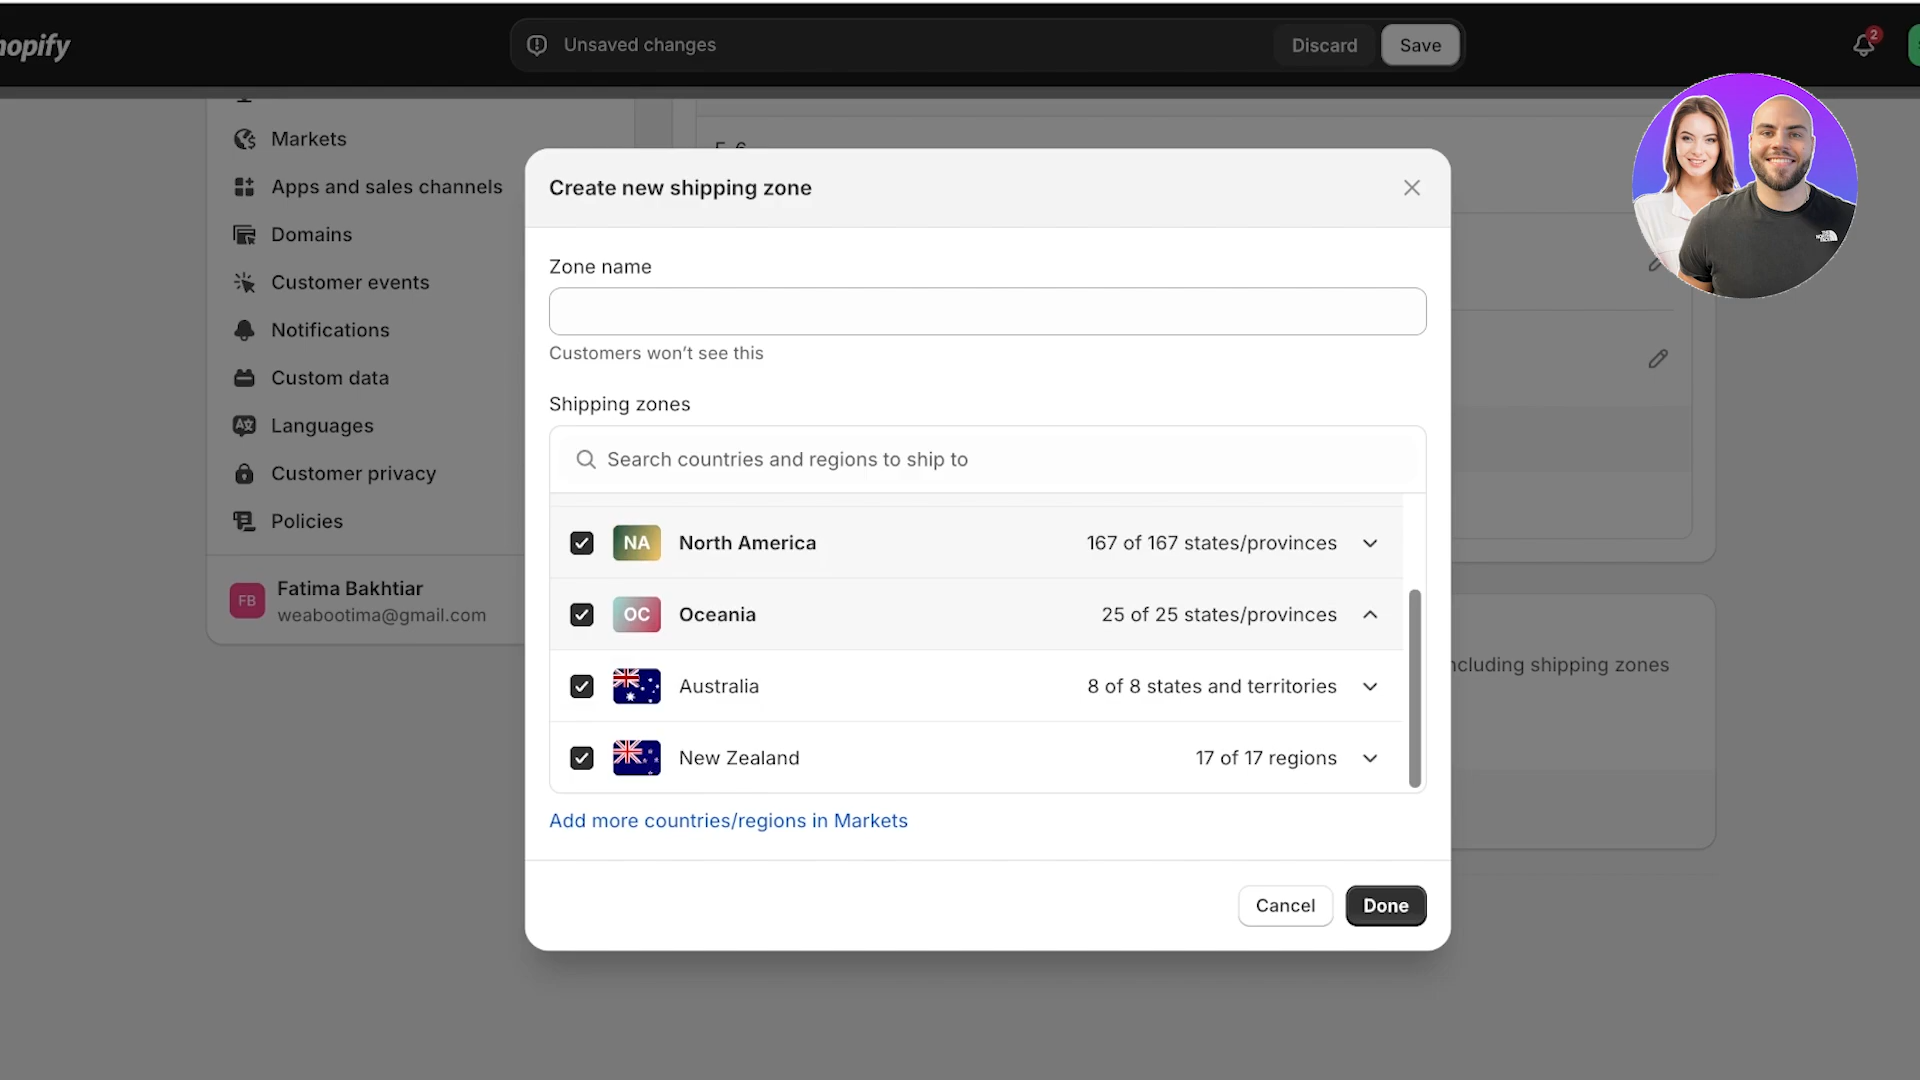 hopify
Unsaved changes
Discard
Save
2
Markets
Apps and sales channels
Domains
Customer events
Notifications
Custom data
Languages
Customer privacy
Policies
FB
Fatima Bakhtiar
weabootima@gmail.com
Create new shipping zone
Zone name
Customers won’t see this
Shipping zones
Search countries and regions to ship to
NA North America 167 of 167 states/provinces
OC Oceania 25 of 25 states/provinces
Australia 8 of 8 states and territories
New Zealand 17 of 17 regions
Add more countries/regions in Markets
Cancel
Done
ncluding shipping zones